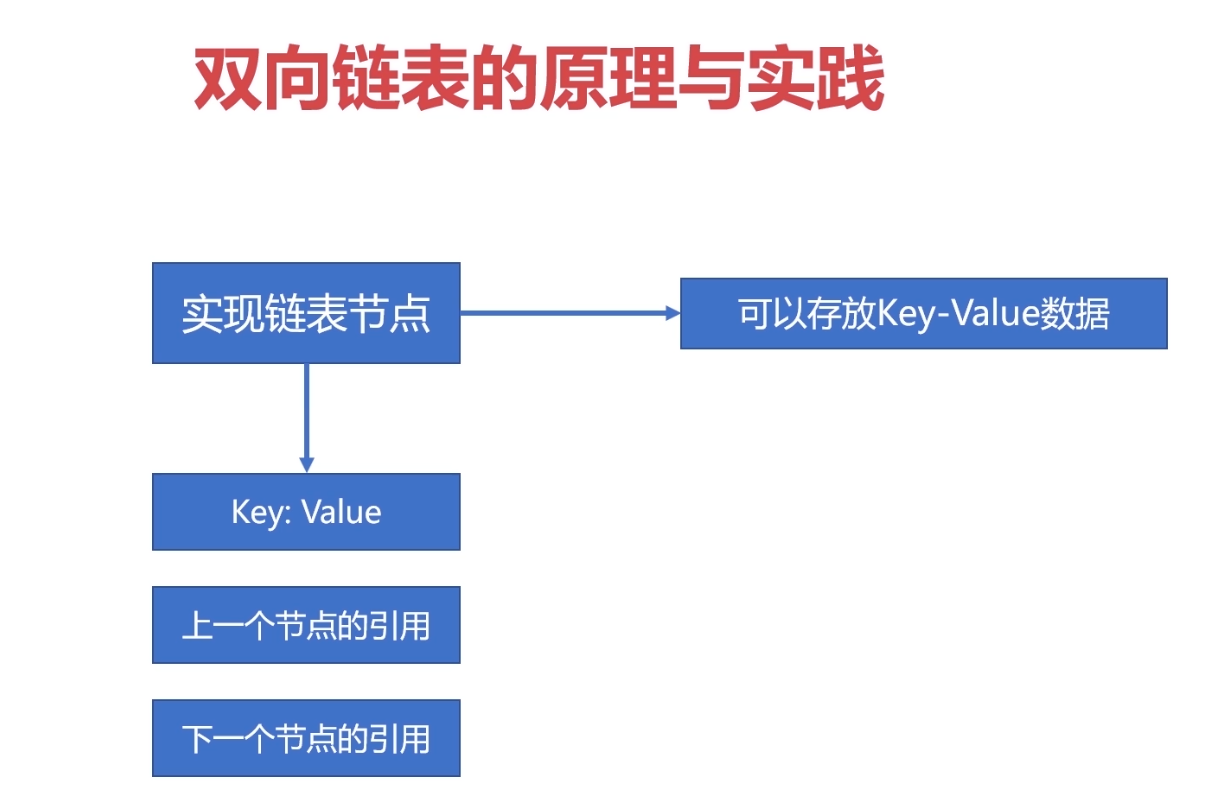 双向链表的原理与实践
实现链表节点
可以存放Key-Value数据
Key: Value
上一个节点的引用
下一个节点的引用